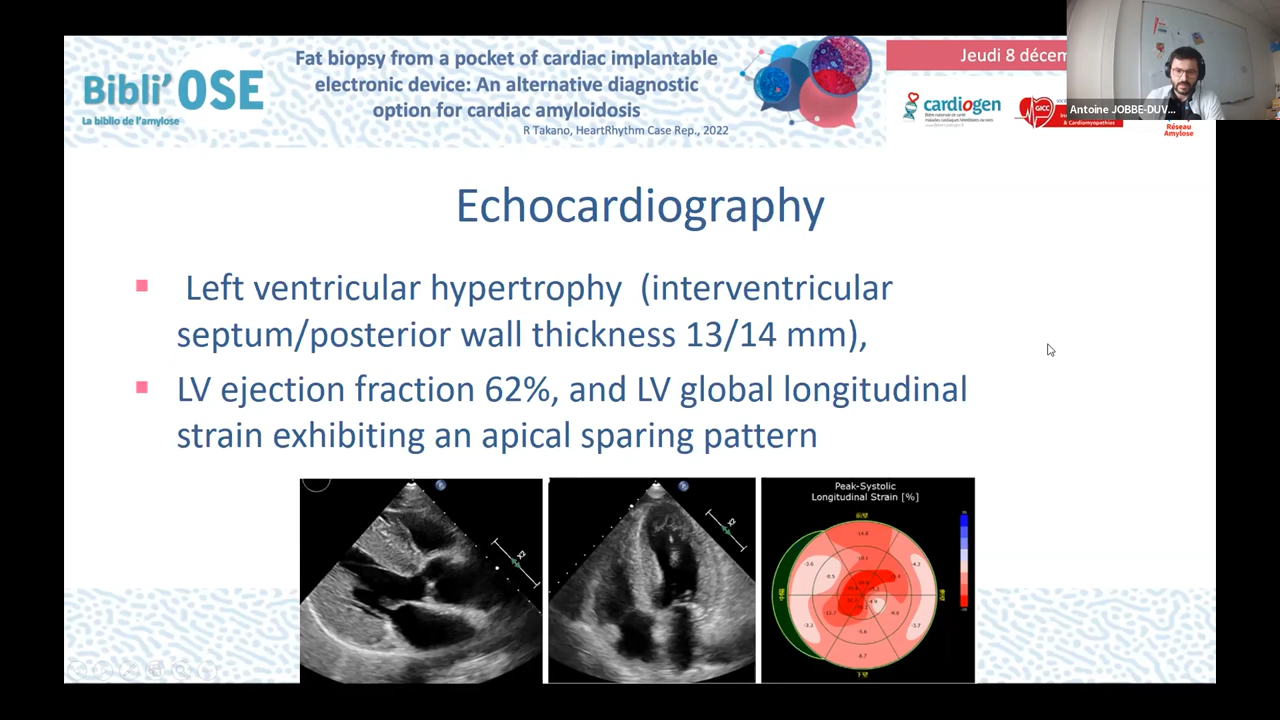 Bibli'OSE
La biblio de l'amylose
Fat biopsy from a pocket of cardiac implantable
electronic device: An alternative diagnostic
option for cardiac amyloidosis
R Takano, HeartRhythm Case Rep., 2022
Jeudi 8 décem
cardiogen
GICC
& Cardiomyopathies
Réseau
Amylose
Antoine JOBBE-DUV...
Echocardiography
Left ventricular hypertrophy (interventricular
septum/posterior wall thickness 13/14 mm),
LV ejection fraction 62%, and LV global longitudinal
strain exhibiting an apical sparing pattern
Peak-Systolic
Longitudinal Strain [%]